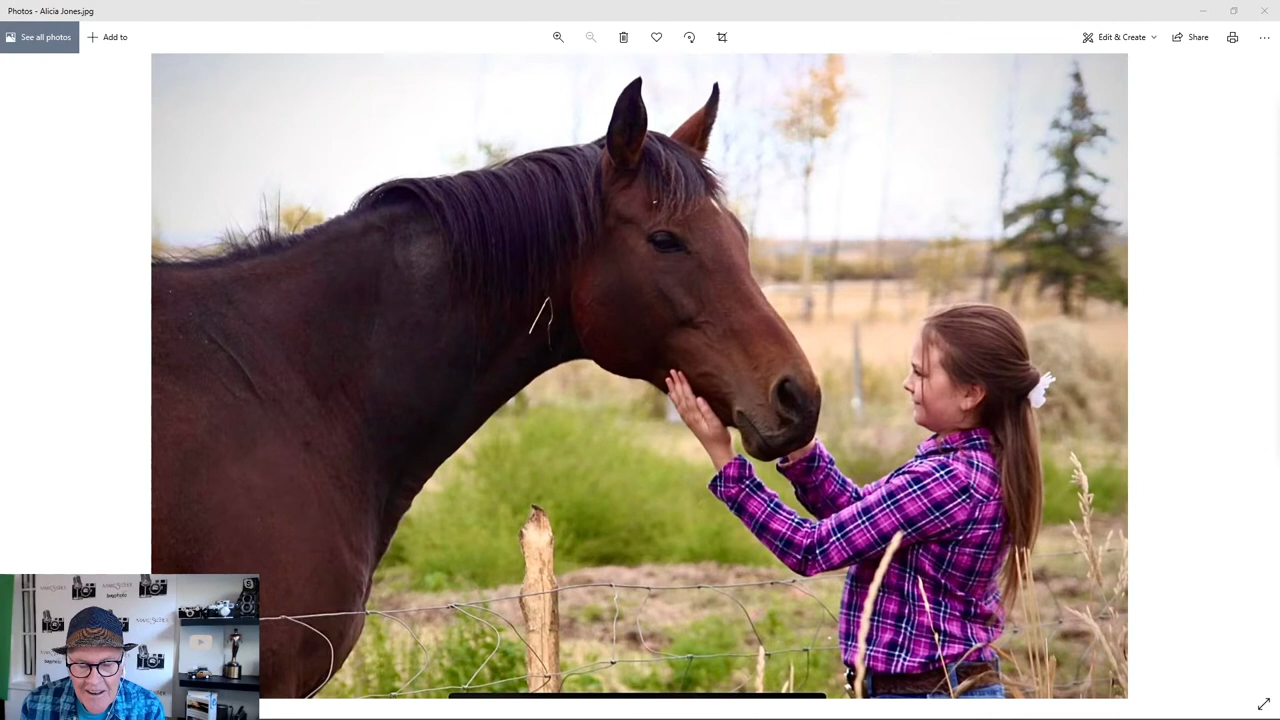 Photos - Alicia Jones.jpg
See all photos
Add to
Edit & Create
Share